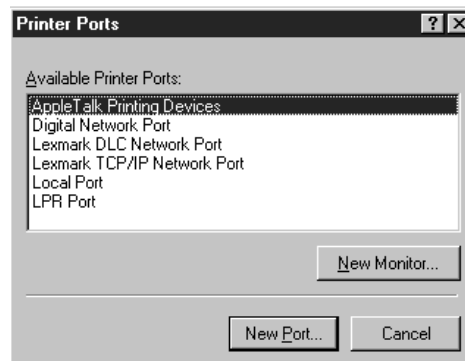 Printer Ports
Available Printer Ports:
AppleTalk Printing Devices
Digital Network Port
Lexmark DLC Network Port
Lexmark TCP/IP Network Port
Local Port
LPR Port
New Monitor...
New Port...
Cancel